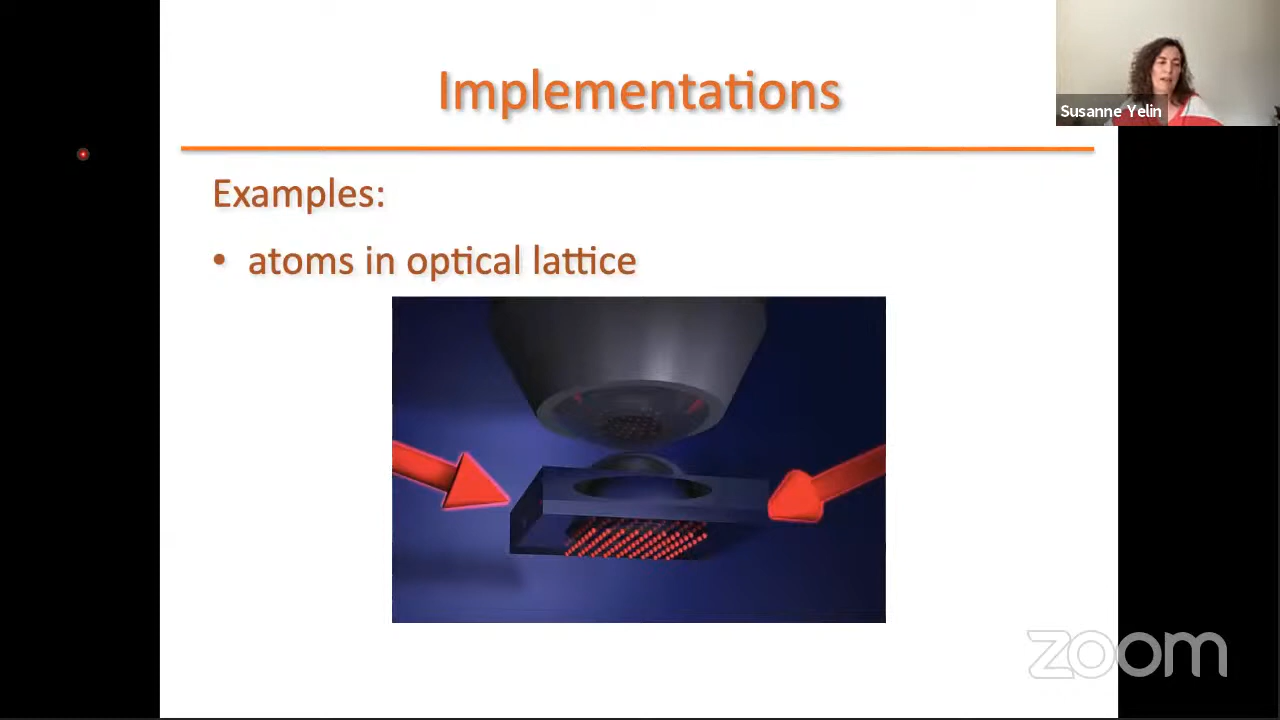 Implementations
Susanne Yelin
Examples:
• atoms in optical lattice
zoom